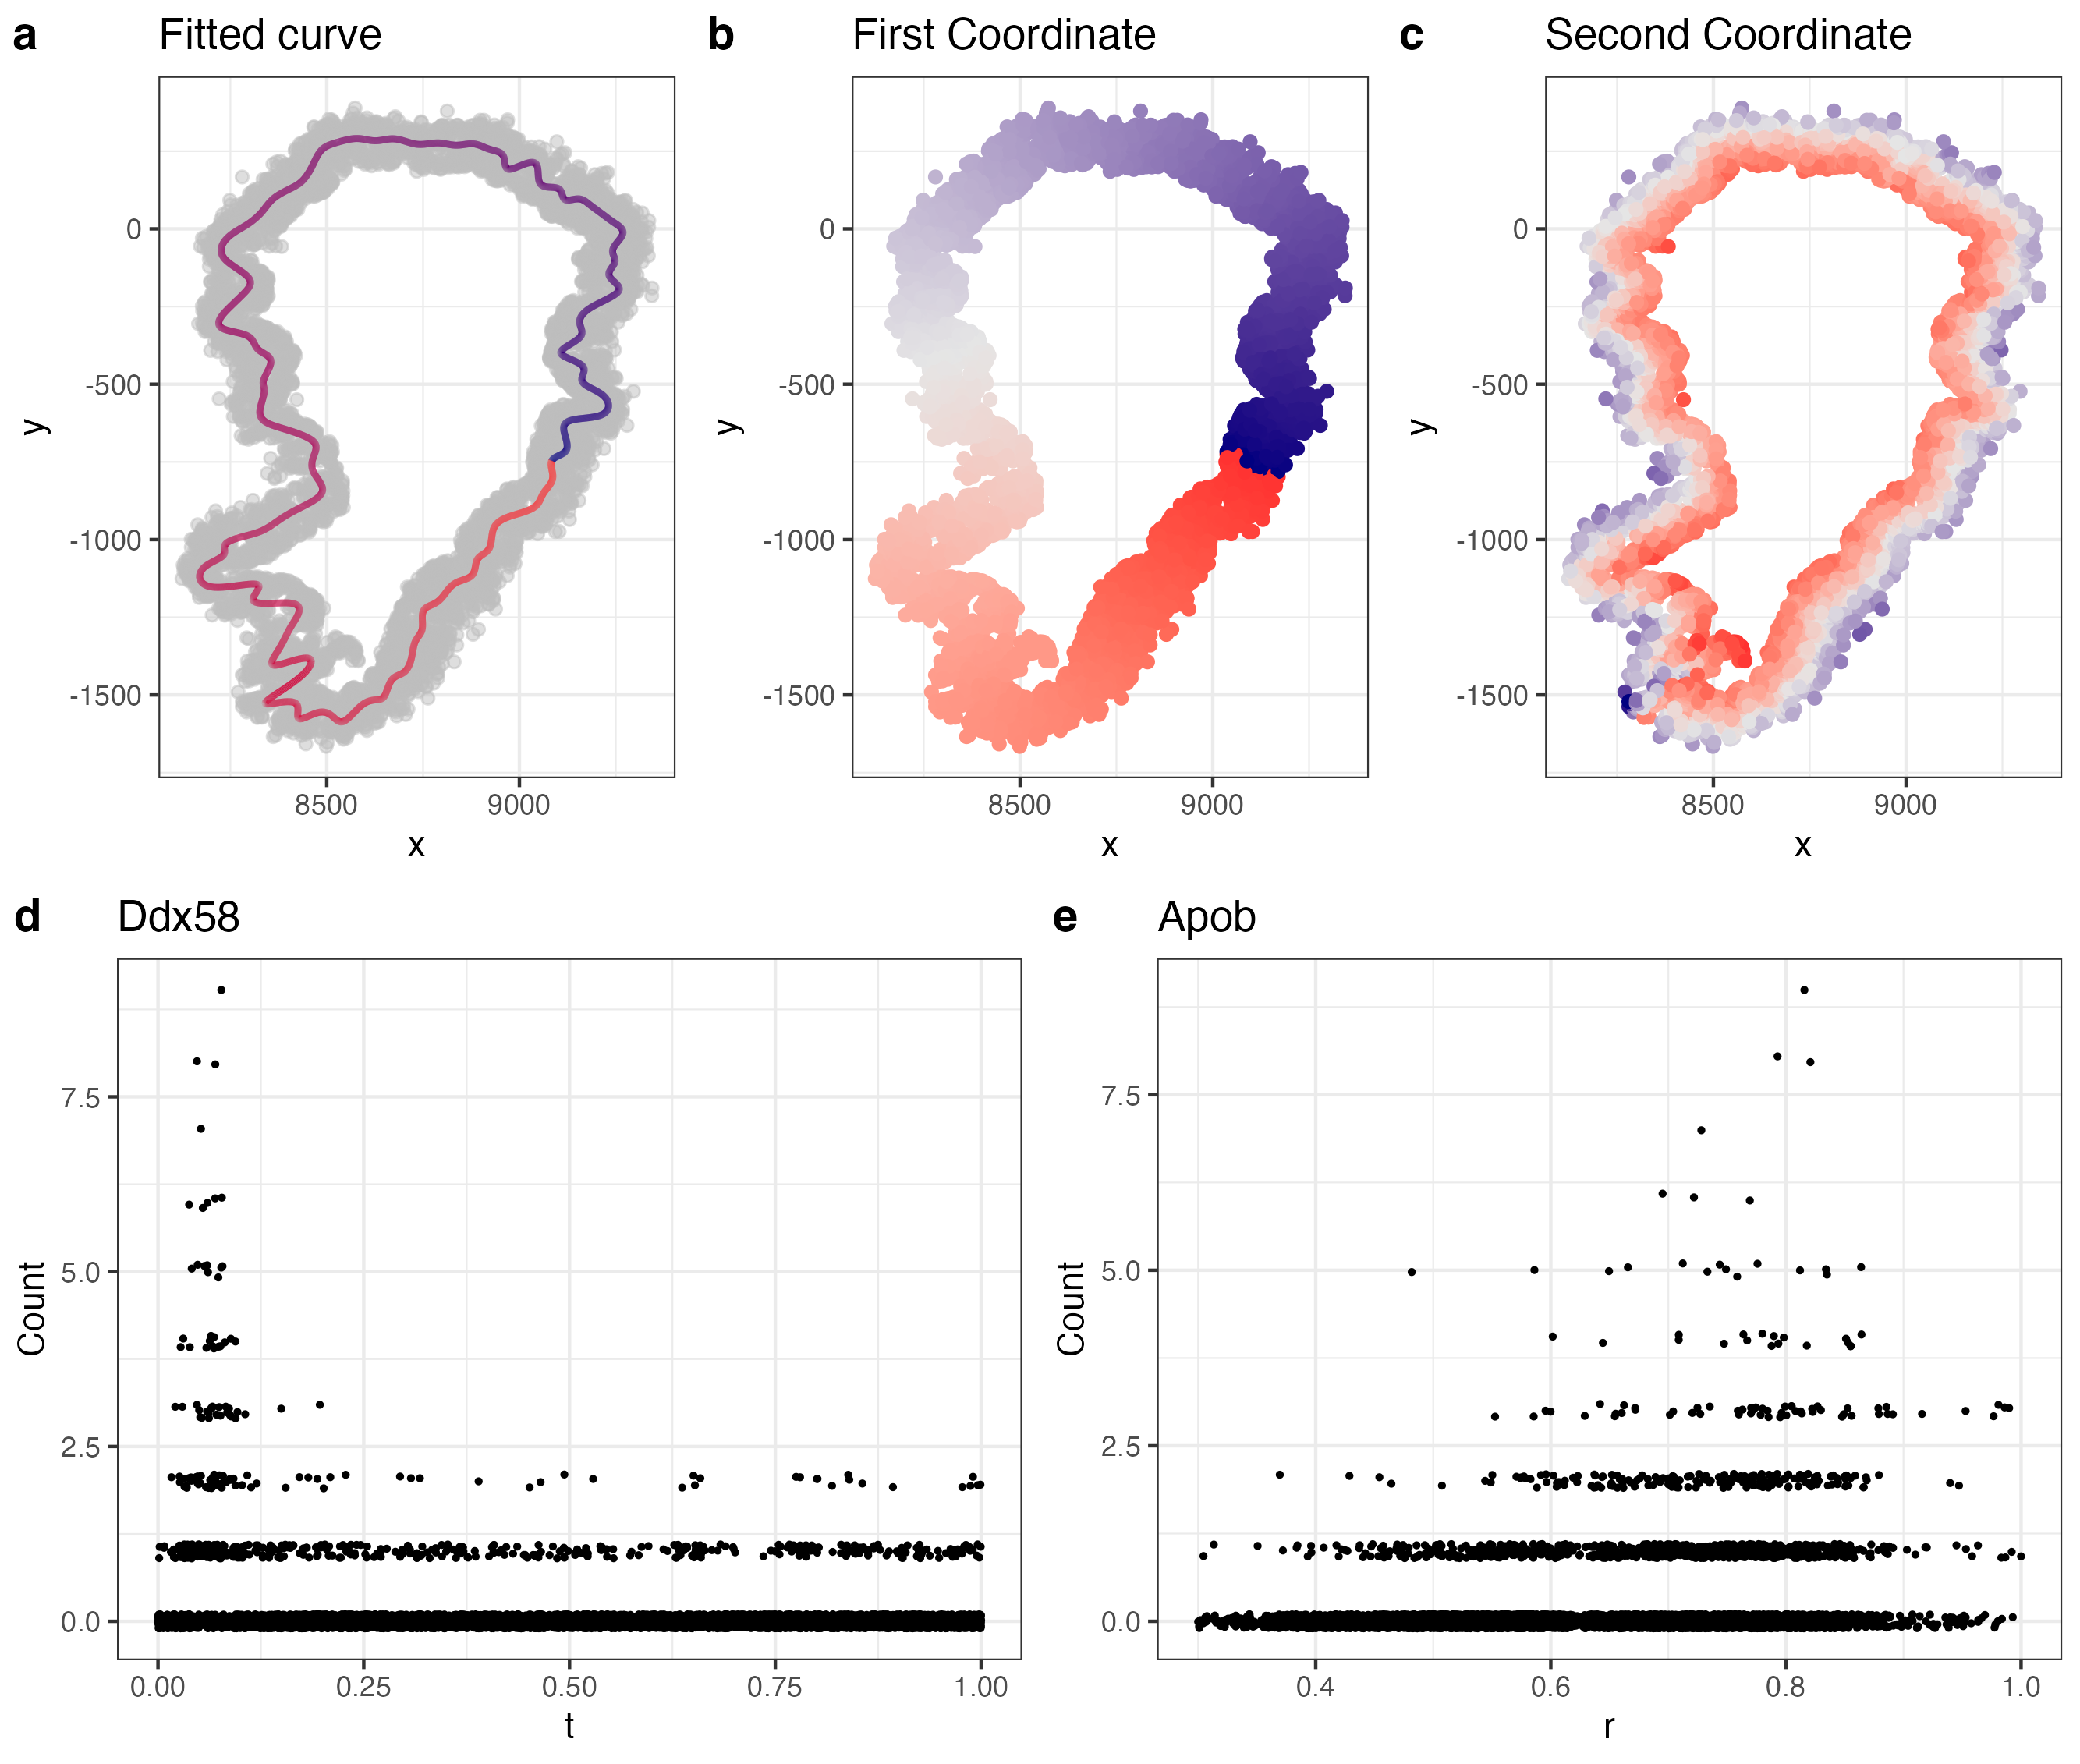 a Fitted curve
b First Coordinate
c Second Coordinate
0
-500
-1000
-1500
y
8500 9000
x
0
-500
-1000
-1500
y
8500 9000
x
0
-500
-1000
-1500
y
8500 9000
x
d Ddx58
7.5
5.0
2.5
0.0
Count
0.00 0.25 0.50 0.75 1.00
t
e Apob
7.5
5.0
2.5
0.0
Count
0.4 0.6 0.8 1.0
r